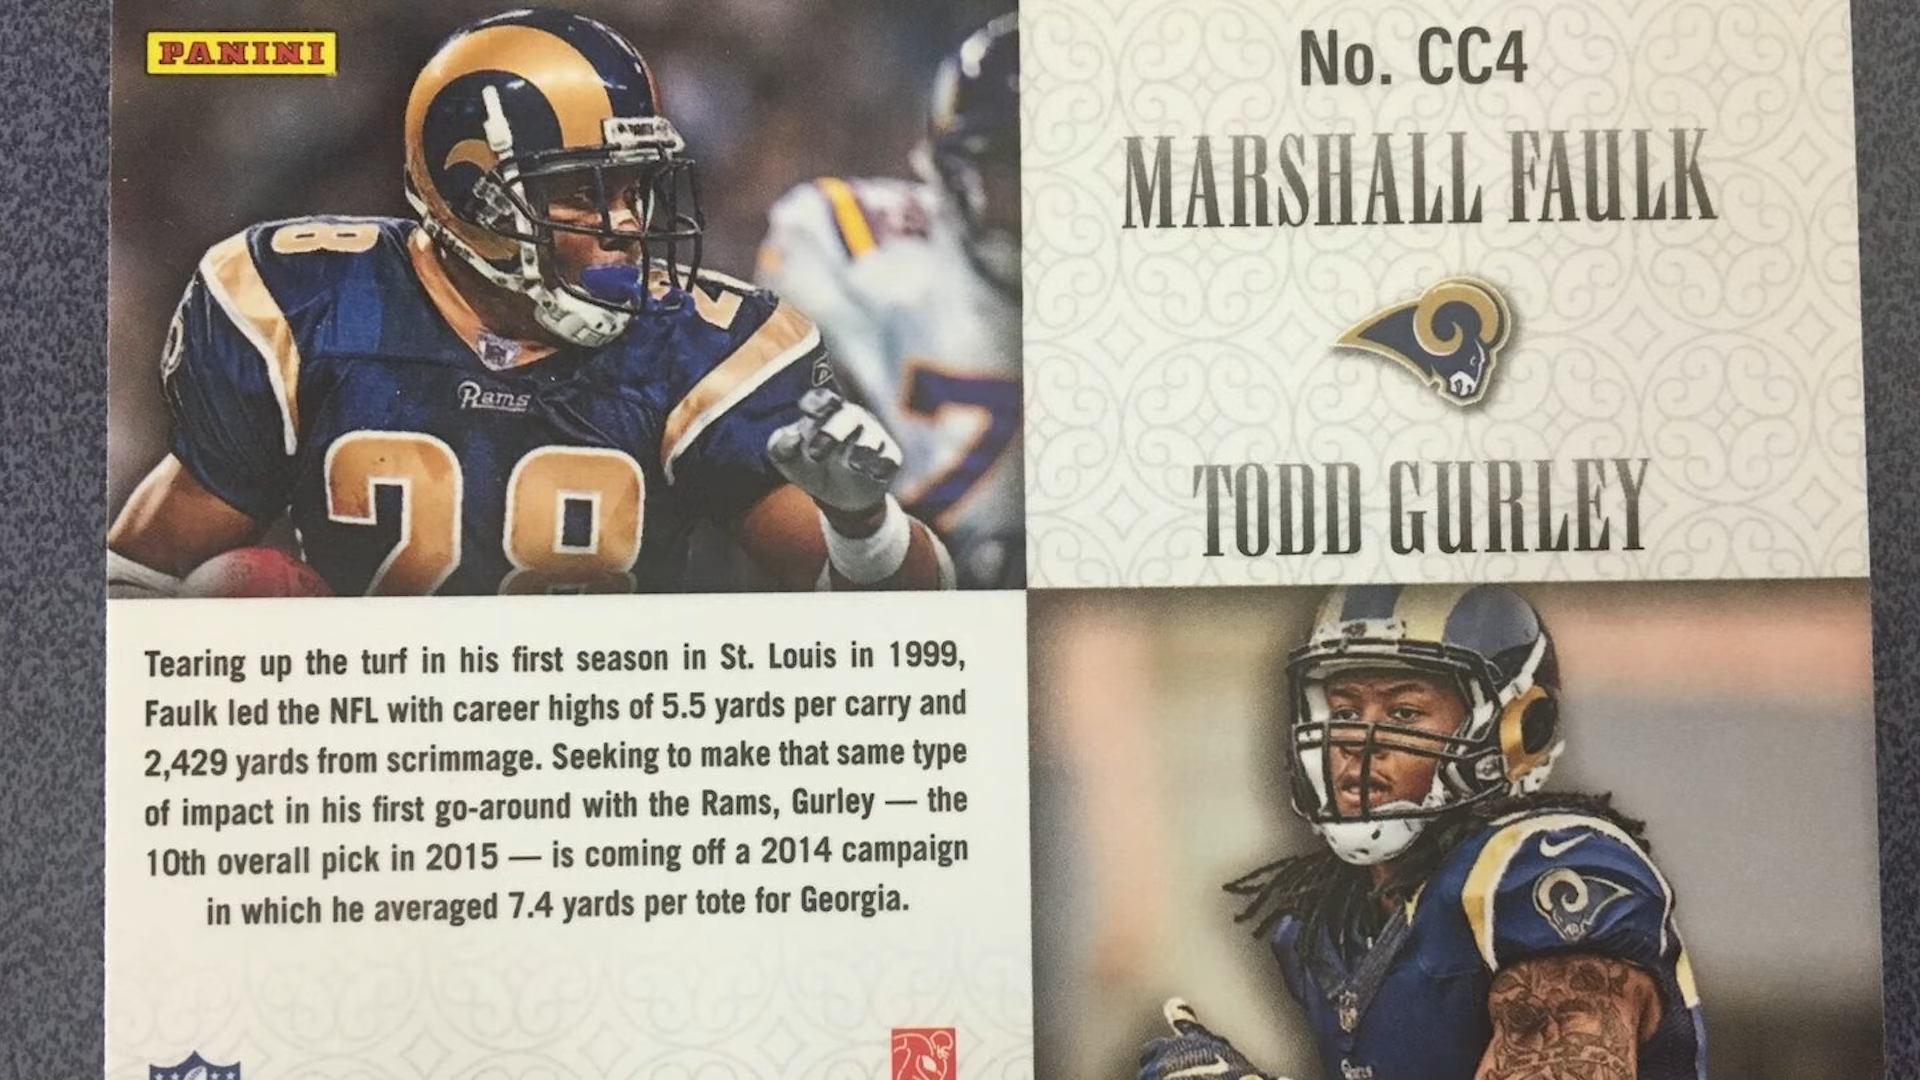 PANINI
No. CC4
MARSHALL FAULK
TODD GURLEY
28
Rams
28
7
Tearing up the turf in his first season in St. Louis in 1999,
Faulk led the NFL with career highs of 5.5 yards per carry and
2,429 yards from scrimmage. Seeking to make that same type
of impact in his first go-around with the Rams, Gurley — the
10th overall pick in 2015 — is coming off a 2014 campaign
in which he averaged 7.4 yards per tote for Georgia.